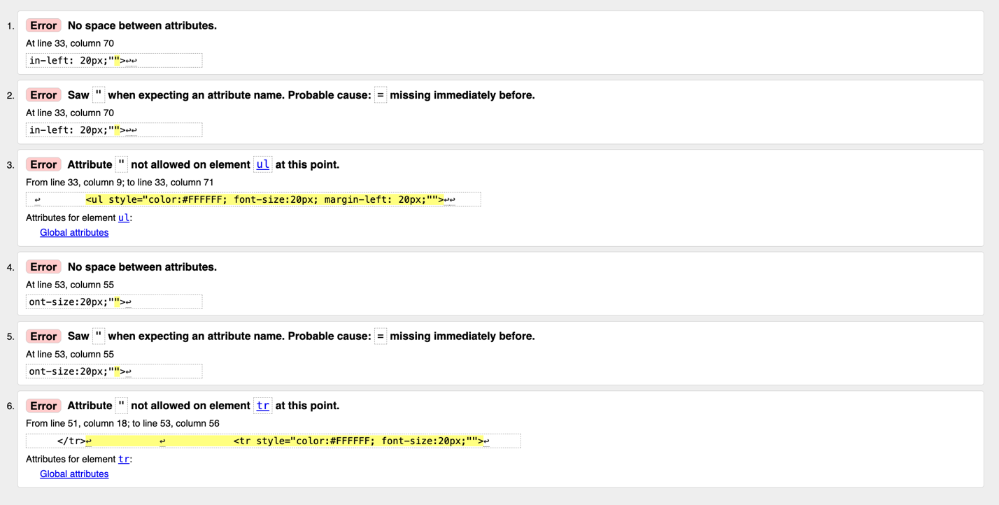 1. Error No space between attributes.
At line 33, column 70
in-left: 20px;"">↩↩
2. Error Saw " when expecting an attribute name. Probable cause: = missing immediately before.
At line 33, column 70
in-left: 20px;"">↩↩
3. Error Attribute " not allowed on element ul at this point.
From line 33, column 9; to line 33, column 71
↩        <ul style="color:#FFFFFF; font-size:20px; margin-left: 20px;"">↩↩
Attributes for element ul:
Global attributes
4. Error No space between attributes.
At line 53, column 55
ont-size:20px;"">↩
5. Error Saw " when expecting an attribute name. Probable cause: = missing immediately before.
At line 53, column 55
ont-size:20px;"">↩
6. Error Attribute " not allowed on element tr at this point.
From line 51, column 18; to line 53, column 56
</tr>↩            ↩            <tr style="color:#FFFFFF; font-size:20px;"">↩
Attributes for element tr:
Global attributes